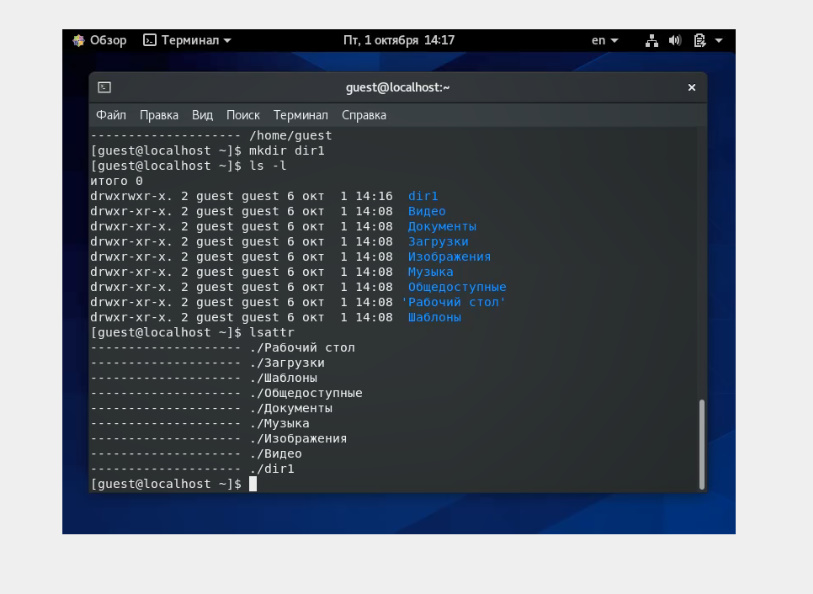 Обзор Терминал Пт, 1 октября 14:17 en
guest@localhost:~ ×
Файл Правка Вид Поиск Терминал Справка
-------------------- /home/guest
[guest@localhost ~]$ mkdir dir1
[guest@localhost ~]$ ls -l
итого 0
drwxrwxr-x. 2 guest guest 6 окт  1 14:16  dir1
drwxr-xr-x. 2 guest guest 6 окт  1 14:08  Видео
drwxr-xr-x. 2 guest guest 6 окт  1 14:08  Документы
drwxr-xr-x. 2 guest guest 6 окт  1 14:08  Загрузки
drwxr-xr-x. 2 guest guest 6 окт  1 14:08  Изображения
drwxr-xr-x. 2 guest guest 6 окт  1 14:08  Музыка
drwxr-xr-x. 2 guest guest 6 окт  1 14:08  Общедоступные
drwxr-xr-x. 2 guest guest 6 окт  1 14:08 'Рабочий стол'
drwxr-xr-x. 2 guest guest 6 окт  1 14:08  Шаблоны
[guest@localhost ~]$ lsattr
-------------------- ./Рабочий стол
-------------------- ./Загрузки
-------------------- ./Шаблоны
-------------------- ./Общедоступные
-------------------- ./Документы
-------------------- ./Музыка
-------------------- ./Изображения
-------------------- ./Видео
-------------------- ./dir1
[guest@localhost ~]$